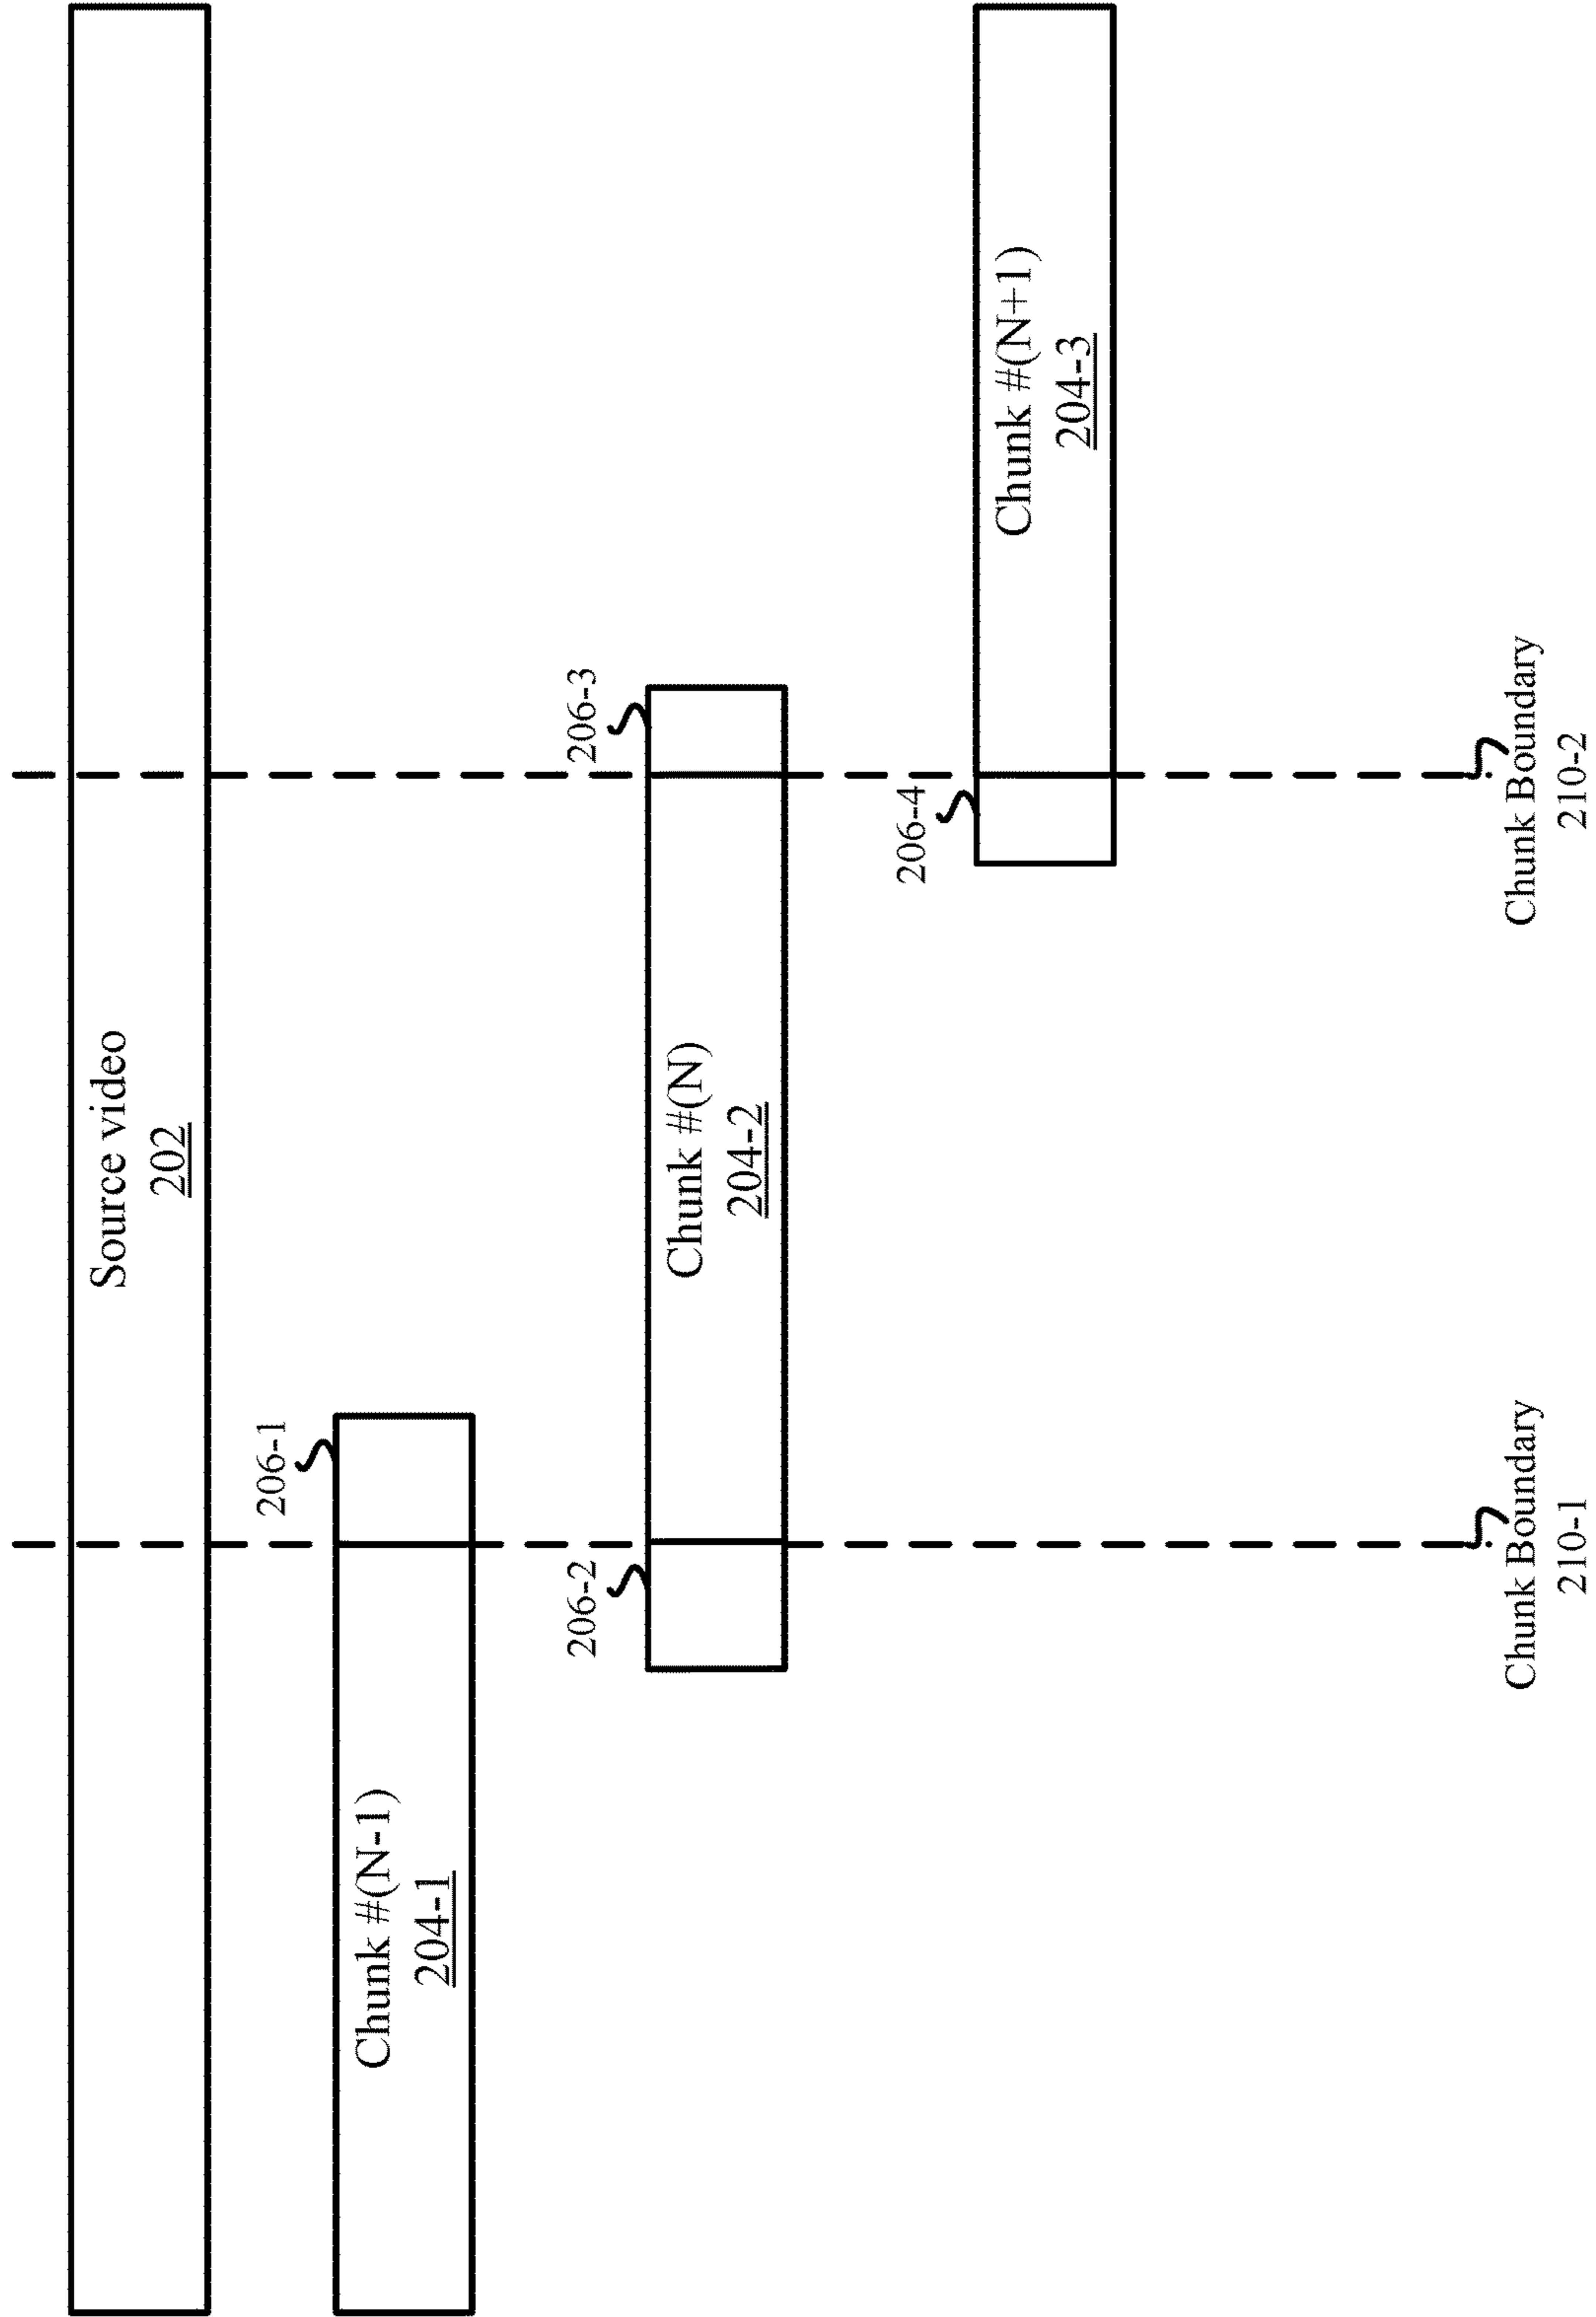 Source video
202
206-1
Chunk #(N-1)
204-1
206-2
206-3
Chunk #(N)
204-2
206-4
Chunk #(N+1)
204-3
Chunk Boundary
210-1
Chunk Boundary
210-2